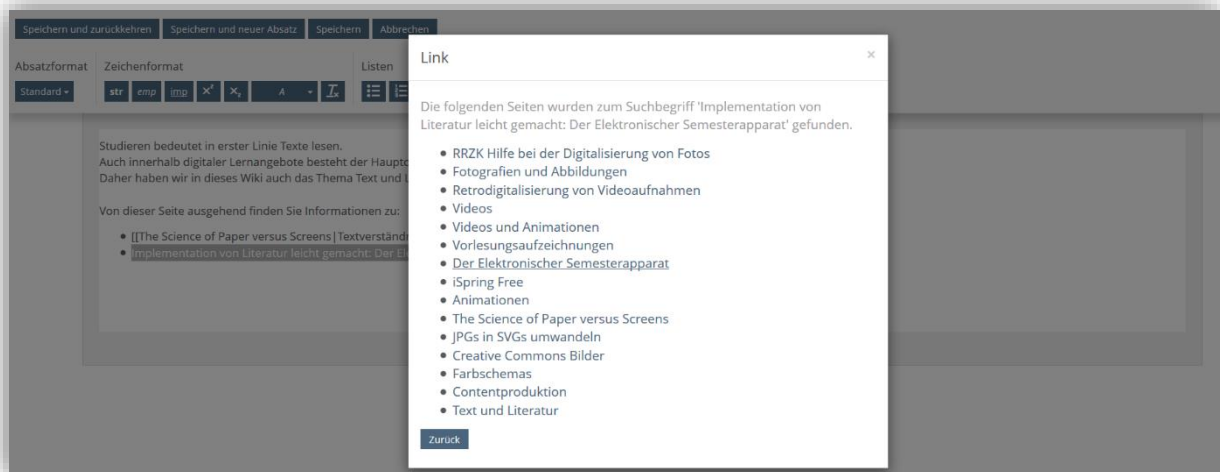 Speichern und zurückkehren Speichern und neuer Absatz Speichern Abbrechen
Absatzformat Zeichenformat Listen
Standard str emp imp X² X₂ A Tx
Studieren bedeutet in erster Linie Texte lesen.
Auch innerhalb digitaler Lernangebote besteht der
Daher haben wir in dieses Wiki auch das Thema Text und
Von dieser Seite ausgehend finden Sie Informationen zu:
[[The Science of Paper versus Screens|
Implementation von Literatur leicht gemacht: Der
Link ×
Die folgenden Seiten wurden zum Suchbegriff 'Implementation von
Literatur leicht gemacht: Der Elektronischer Semesterapparat' gefunden.
RRZK Hilfe bei der Digitalisierung von Fotos
Fotografien und Abbildungen
Retrodigitalisierung von Videoaufnahmen
Videos
Videos und Animationen
Vorlesungsaufzeichnungen
Der Elektronischer Semesterapparat
iSpring Free
Animationen
The Science of Paper versus Screens
JPGs in SVGs umwandeln
Creative Commons Bilder
Farbschemas
Contentproduktion
Text und Literatur
Zurück